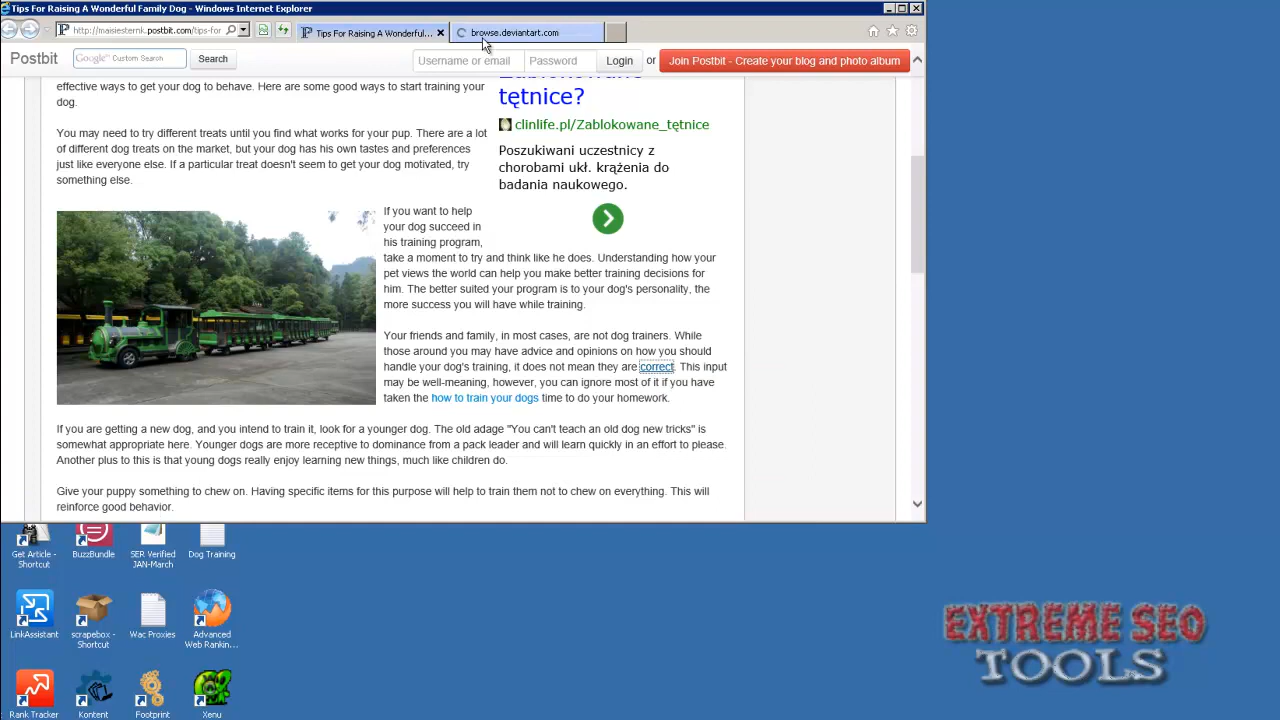 Tips For Raising A Wonderful Family Dog - Windows Internet Explorer
http://maisiesternk.postbit.com/tips-for
Tips For Raising A Wonderful...
browse.deviantart.com
Postbit
Google™ Custom Search
Search
Username or email
Password
Login
or
Join Postbit - Create your blog and photo album
effective ways to get your dog to behave. Here are some good ways to start training your
dog.
You may need to try different treats until you find what works for your pup. There are a lot
of different dog treats on the market, but your dog has his own tastes and preferences
just like everyone else. If a particular treat doesn't seem to get your dog motivated, try
something else.
Zablokowane
tętnice?
clinlife.pl/Zablokowane_tętnice
Poszukiwani uczestnicy z
chorobami ukł. krążenia do
badania naukowego.
If you want to help
your dog succeed in
his training program,
take a moment to try and think like he does. Understanding how your
pet views the world can help you make better training decisions for
him. The better suited your program is to your dog's personality, the
more success you will have while training.
Your friends and family, in most cases, are not dog trainers. While
those around you may have advice and opinions on how you should
handle your dog's training, it does not mean they are correct. This input
may be well-meaning, however, you can ignore most of it if you have
taken the how to train your dogs time to do your homework.
If you are getting a new dog, and you intend to train it, look for a younger dog. The old adage "You can't teach an old dog new tricks" is
somewhat appropriate here. Younger dogs are more receptive to dominance from a pack leader and will learn quickly in an effort to please.
Another plus to this is that young dogs really enjoy learning new things, much like children do.
Give your puppy something to chew on. Having specific items for this purpose will help to train them not to chew on everything. This will
reinforce good behavior.
Get Article -
Shortcut
BuzzBundle
SER Verified
JAN-March
Dog Training
LinkAssistant
scrapebox -
Shortcut
Wac Proxies
Advanced
Web Rankin...
Rank Tracker
Kontent
Footprint
Xenu
EXTREME SEO
TOOLS